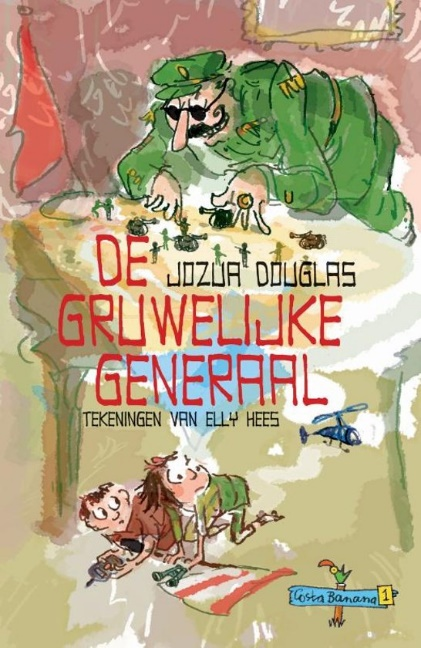 DE
JOZUA DOUGLAS
GRUWELIJKE
GENERAAL
TEKENINGEN VAN ELLY HEES
Costa Banana 1